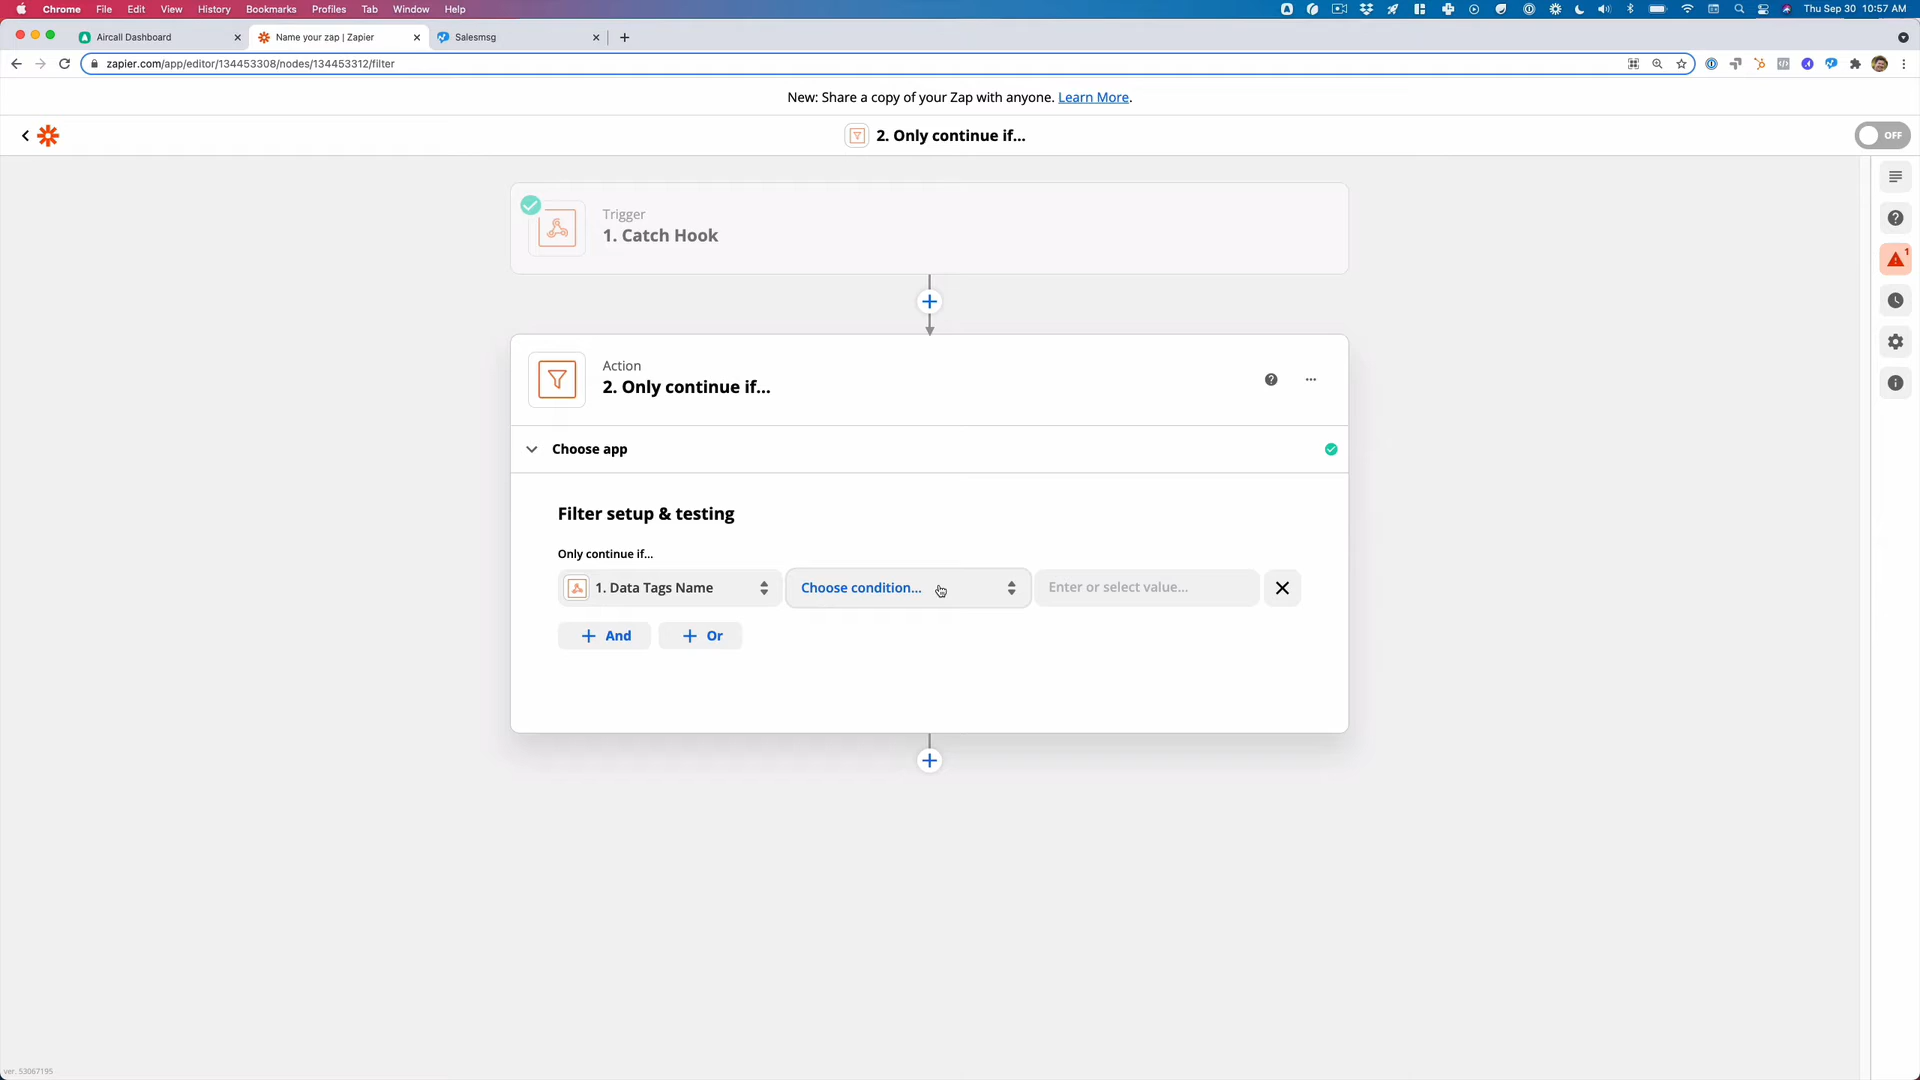 Chrome File Edit View History Bookmarks Profiles Tab Window Help Thu Sep 30 10:57 AM
Aircall Dashboard Name your zap | Zapier Salesmsg
zapier.com/app/editor/134453308/nodes/134453312/filter
New: Share a copy of your Zap with anyone. Learn More.
2. Only continue if...
OFF
Trigger
1. Catch Hook
1
Action
2. Only continue if...
Choose app
Filter setup & testing
Only continue if...
1. Data Tags Name Choose condition... Enter or select value...
+ And + Or
ver. 53067195